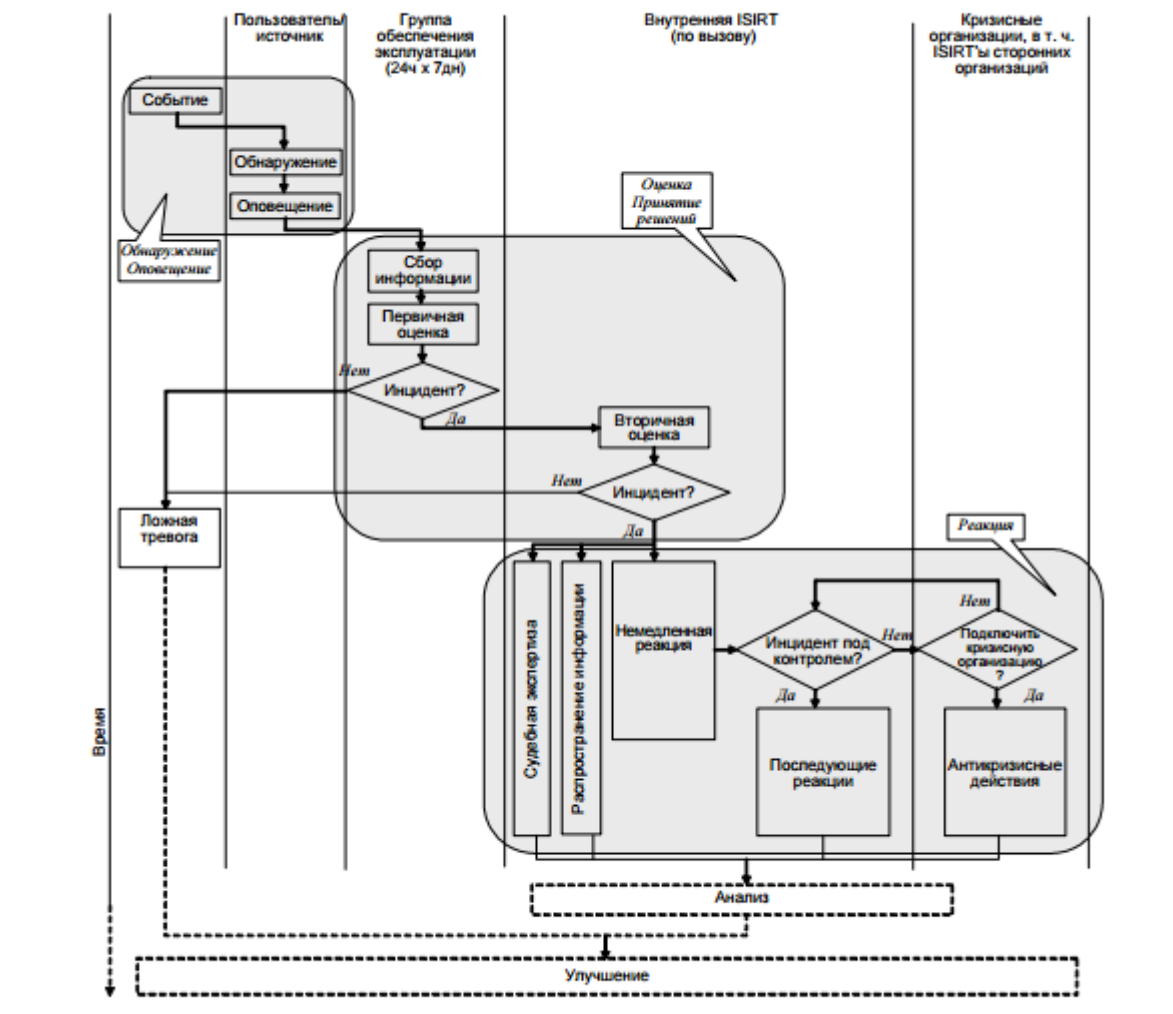 Пользователь/
источник
Группа
обеспечения
эксплуатации
(24ч x 7дн)
Внутренняя ISIRT
(по вызову)
Кризисные
организации, в т. ч.
ISIRT'ы сторонних
организаций
Событие
Обнаружение
Оповещение
Обнаружение
Оповещение
Оценка
Принятие
решений
Сбор
информации
Первичная
оценка
Нет
Инцидент?
Да
Вторичная
оценка
Нет
Инцидент?
Да
Ложная
тревога
Реакция
Судебная экспертиза
Распространение информации
Немедленная
реакция
Инцидент под
контролем?
Нет
Да
Нет
Подключить
кризисную
организацию
?
Да
Последующие
реакции
Антикризисные
действия
Время
Анализ
Улучшение